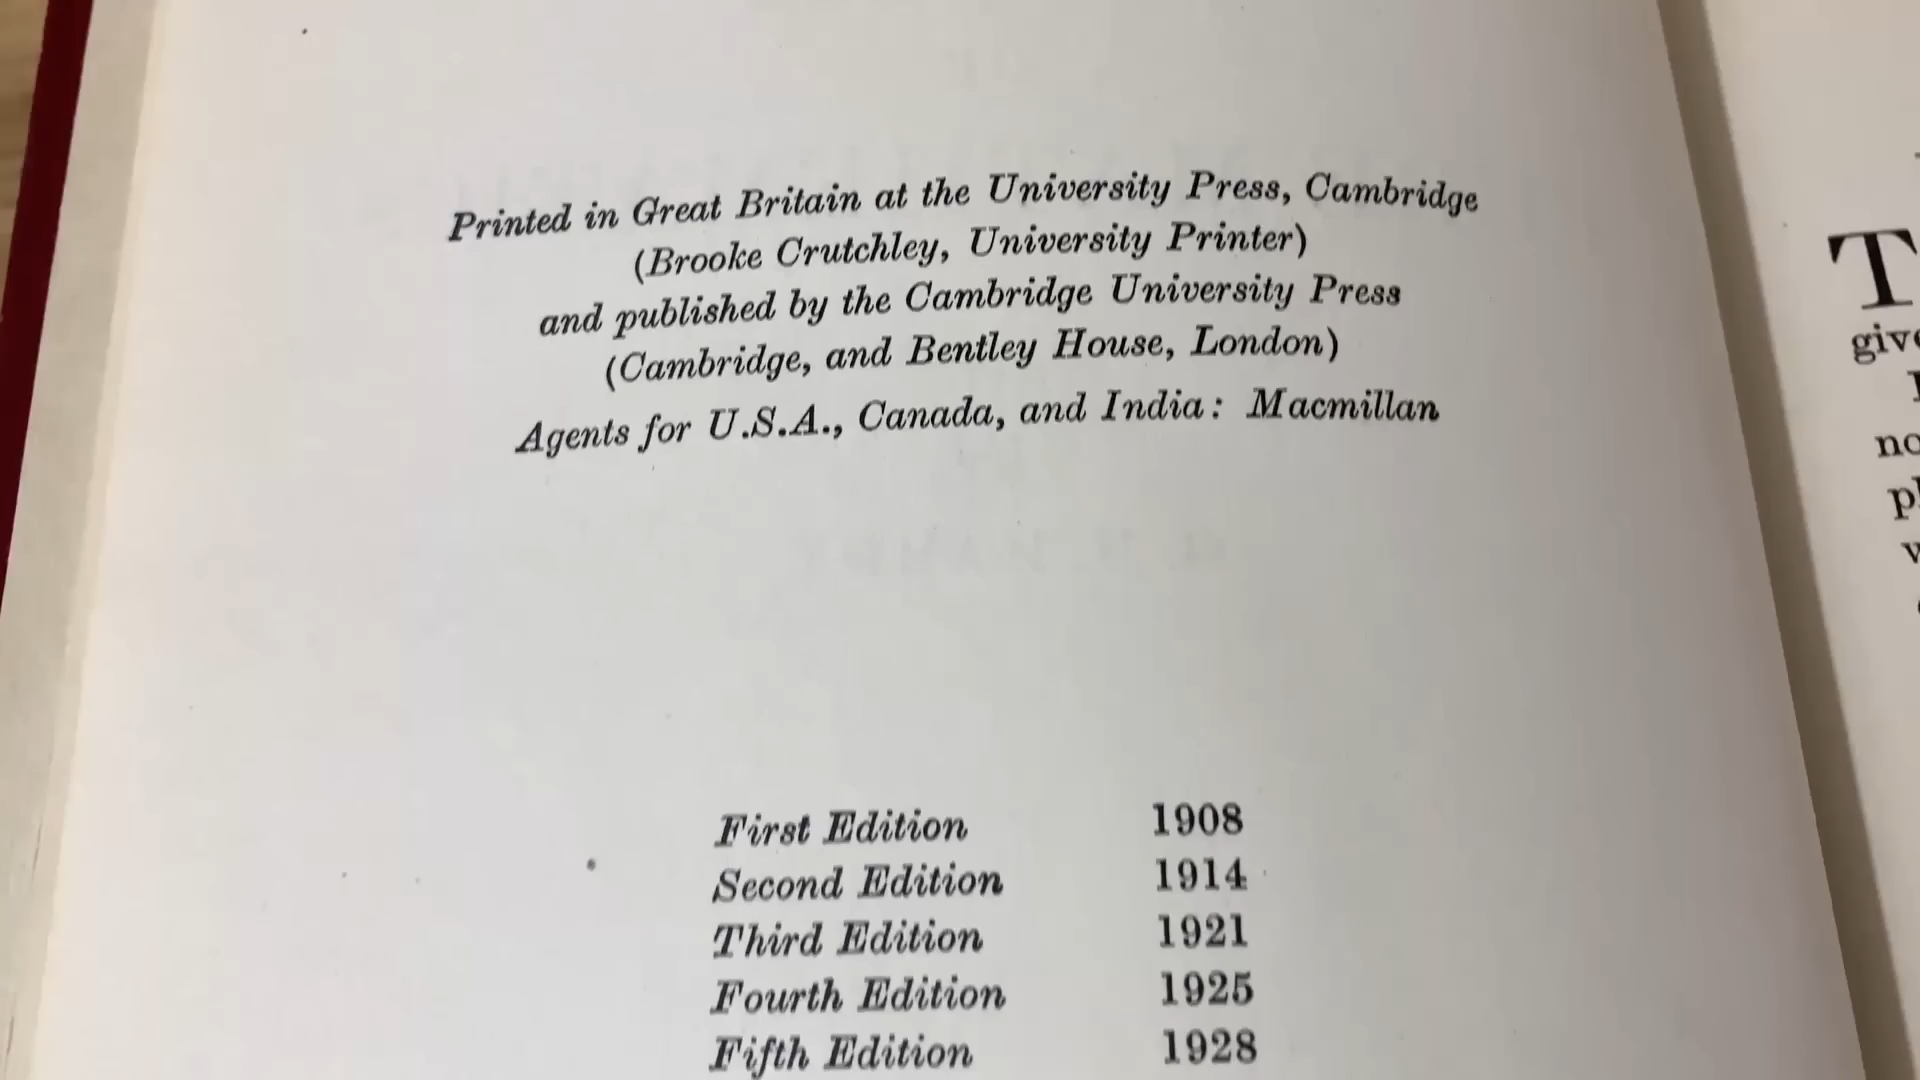 Printed in Great Britain at the University Press, Cambridge
(Brooke Crutchley, University Printer)
and published by the Cambridge University Press
(Cambridge, and Bentley House, London)
Agents for U.S.A., Canada, and India: Macmillan
First Edition 1908
Second Edition 1914
Third Edition 1921
Fourth Edition 1925
Fifth Edition 1928